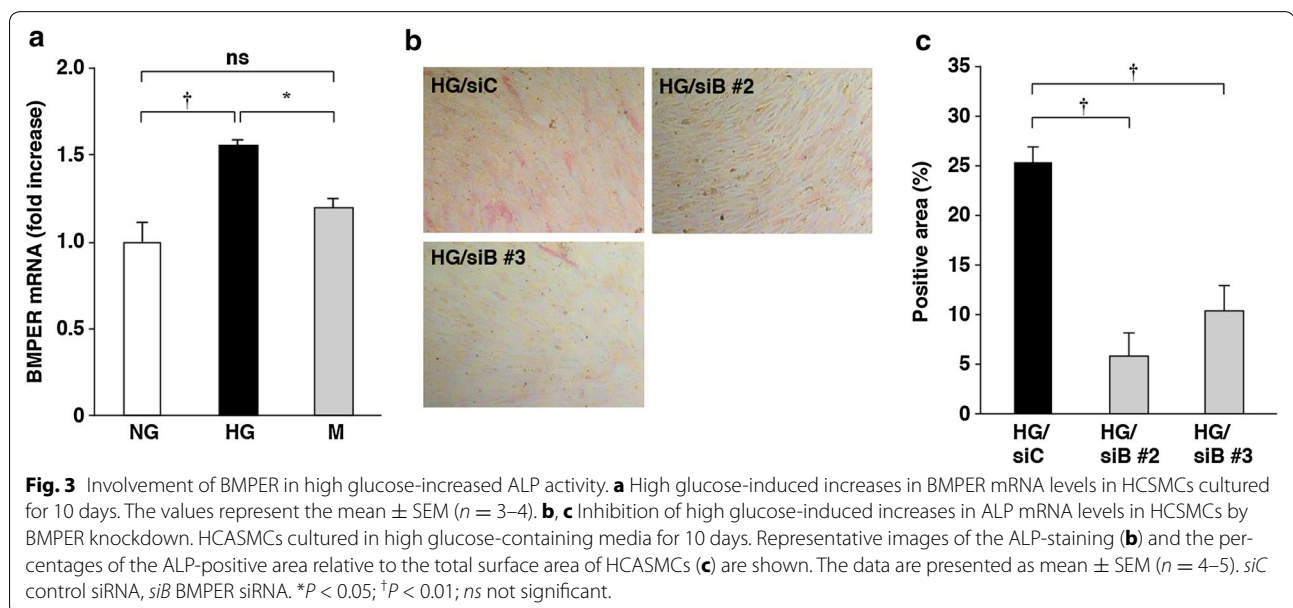 a
ns
†
*
BMPER mRNA (fold increase)
2.0
1.5
1.0
0.5
0
NG HG M
b
HG/siC
HG/siB #2
HG/siB #3
c
†
†
Positive area (%)
35
30
25
20
15
10
5
0
HG/ HG/ HG/
siC siB #2 siB #3
Fig. 3 Involvement of BMPER in high glucose-increased ALP activity. a High glucose-induced increases in BMPER mRNA levels in HCSMCs cultured
for 10 days. The values represent the mean ± SEM (n = 3–4). b, c Inhibition of high glucose-induced increases in ALP mRNA levels in HCSMCs by
BMPER knockdown. HCASMCs cultured in high glucose-containing media for 10 days. Representative images of the ALP-staining (b) and the per-
centages of the ALP-positive area relative to the total surface area of HCASMCs (c) are shown. The data are presented as mean ± SEM (n = 4–5). siC
control siRNA, siB BMPER siRNA. *P < 0.05; †P < 0.01; ns not significant.